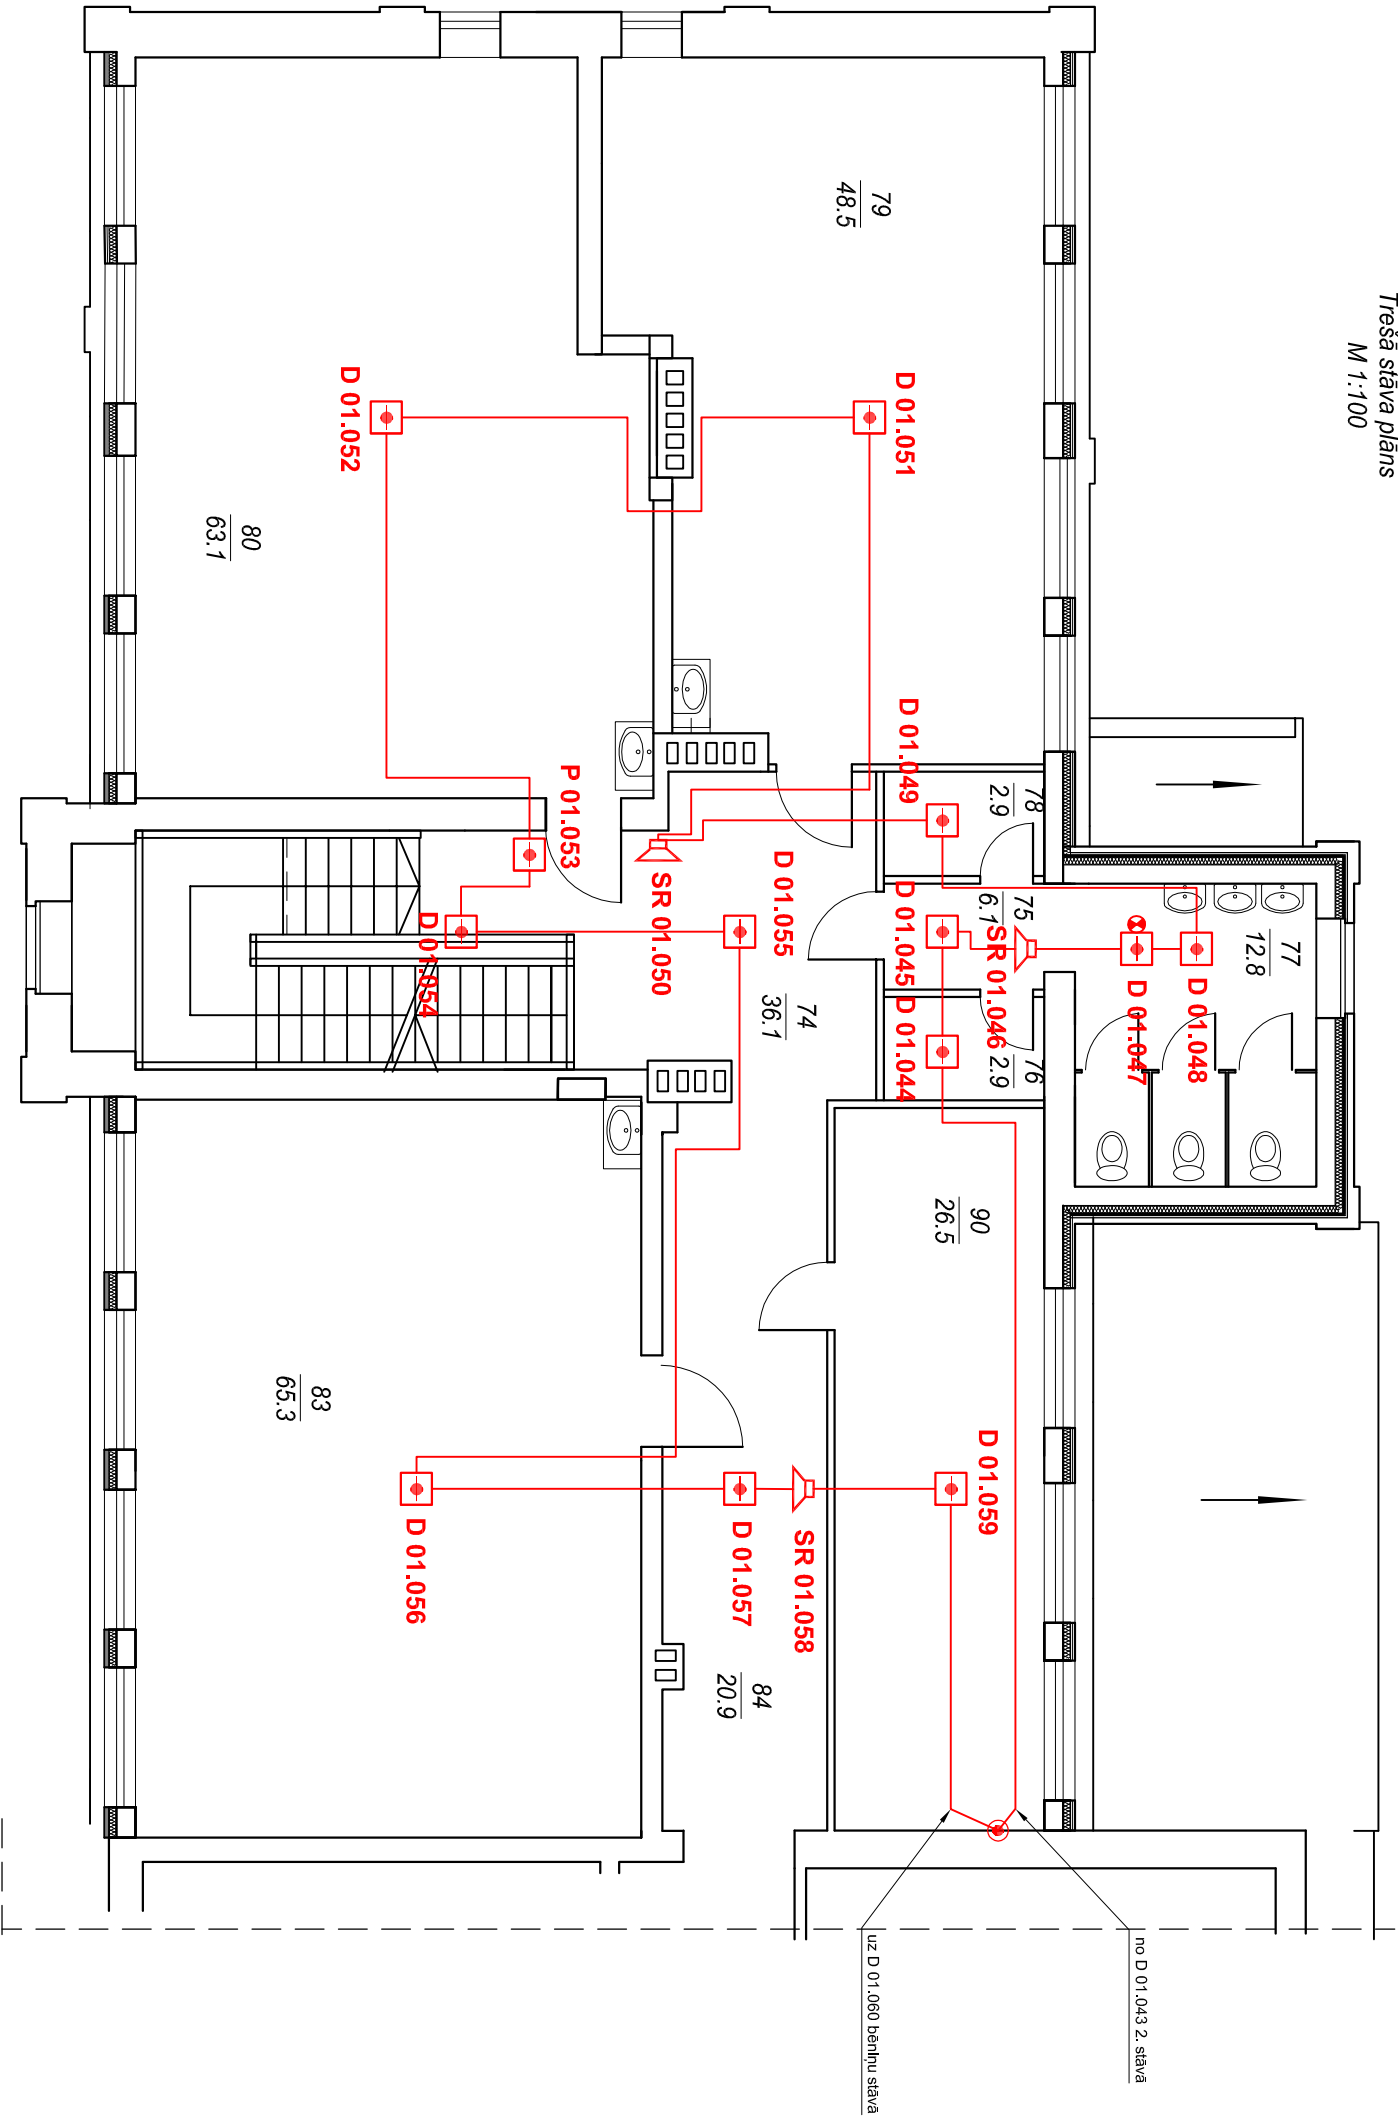 Trešā stāva plāns
M 1:100
79
48.5
D 01.051
D 01.052
80
63.1
D 01.049
78
2.9
P 01.053
SR 01.050
D 01.055
D 01.045
75
6.1
SR 01.046
77
12.8
D 01.054
D 01.048
D 01.047
74
36.1
D 01.044
76
2.9
90
26.5
83
65.3
D 01.059
D 01.056
D 01.057
SR 01.058
84
20.9
no D 01.043 2. stāvā
uz D 01.060 bēniņu stāvā